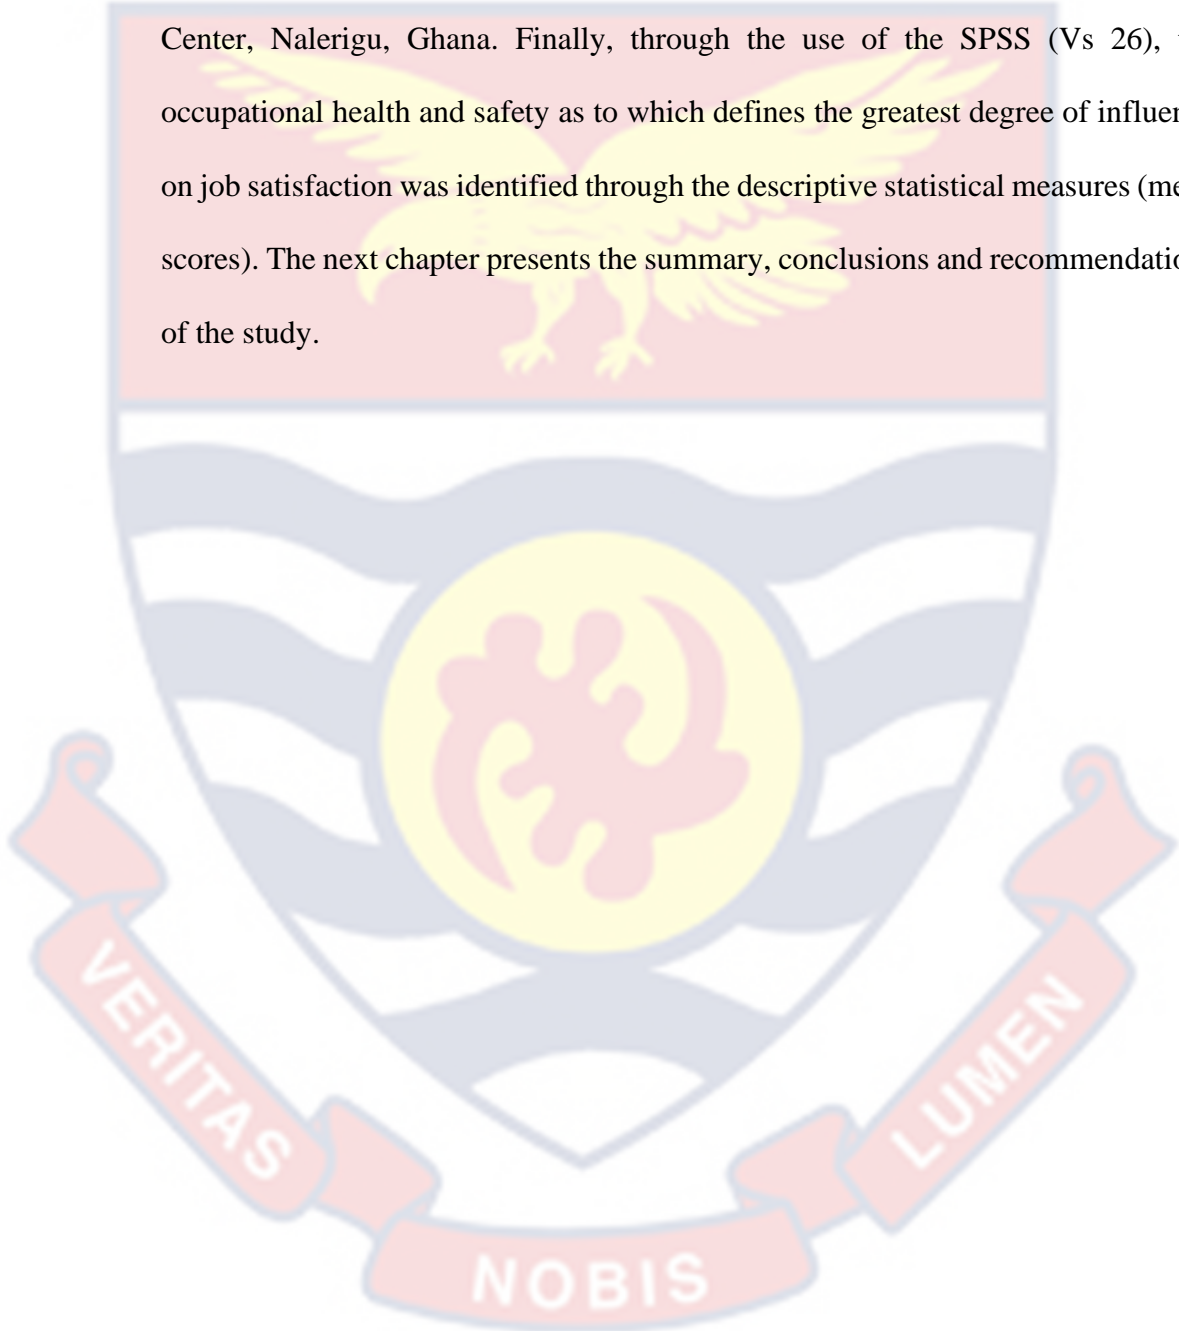 Center, Nalerigu, Ghana. Finally, through the use of the SPSS (Vs 26),
occupational health and safety as to which defines the greatest degree of
on job satisfaction was identified through the descriptive statistical measures
scores). The next chapter presents the summary, conclusions and
of the study.
VERITAS
NOBIS
LUMEN